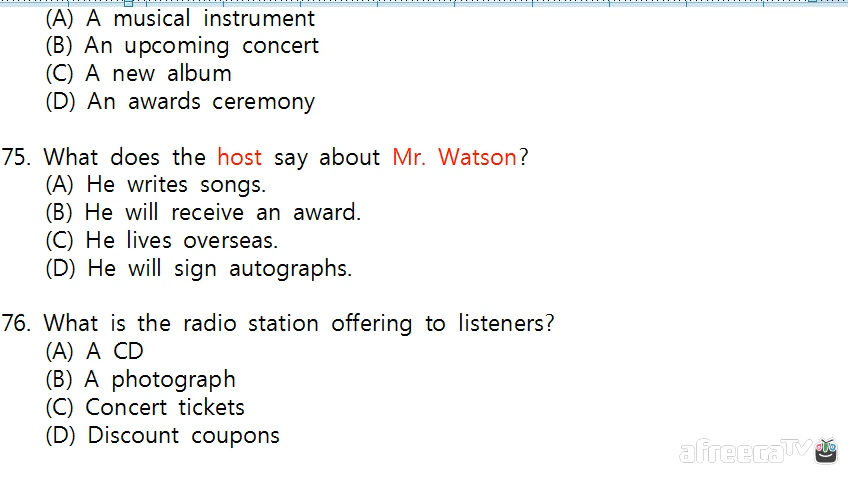 (A) A musical instrument
(B) An upcoming concert
(C) A new album
(D) An awards ceremony
75. What does the host say about Mr. Watson?
(A) He writes songs.
(B) He will receive an award.
(C) He lives overseas.
(D) He will sign autographs.
76. What is the radio station offering to listeners?
(A) A CD
(B) A photograph
(C) Concert tickets
(D) Discount coupons
afreecaTV